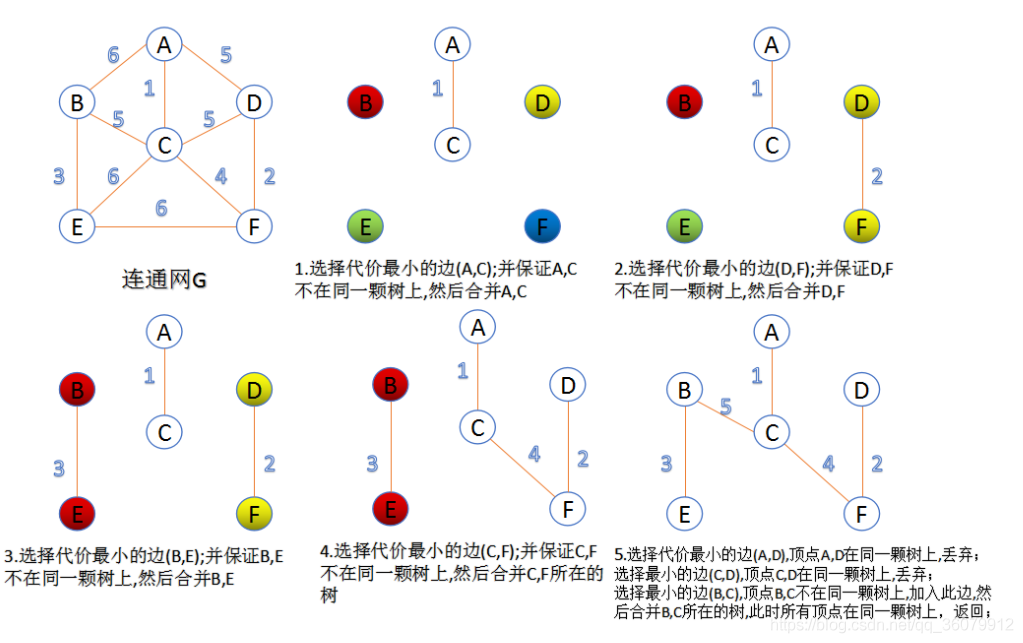 A
6
5
1
B
D
5
5
C
3
6
4
2
6
E
F
连通网G
A
1
B
D
C
E
F
1.选择代价最小的边(A,C);并保证A,C
不在同一颗树上,然后合并A,C
A
1
B
D
C
2
E
F
2.选择代价最小的边(D,F);并保证D,F
不在同一颗树上,然后合并D,F
A
1
B
D
C
3
2
E
F
3.选择代价最小的边(B,E);并保证B,E
不在同一颗树上,然后合并B,E
A
1
B
D
C
3
4
2
E
F
4.选择代价最小的边(C,F);并保证C,F
不在同一颗树上,然后合并C,F所在的
树
A
1
B
D
5
C
3
4
2
E
F
5.选择代价最小的边(A,D),顶点A,D在同一颗树上,丢弃；
选择最小的边(C,D),顶点C,D在同一颗树上,丢弃；
选择最小的边(B,C),顶点B,C不在同一颗树上,加入此边,然
后合并B,C所在的树,此时所有顶点在同一颗树上，返回；
https://blog.csdn.net/qq_36079912